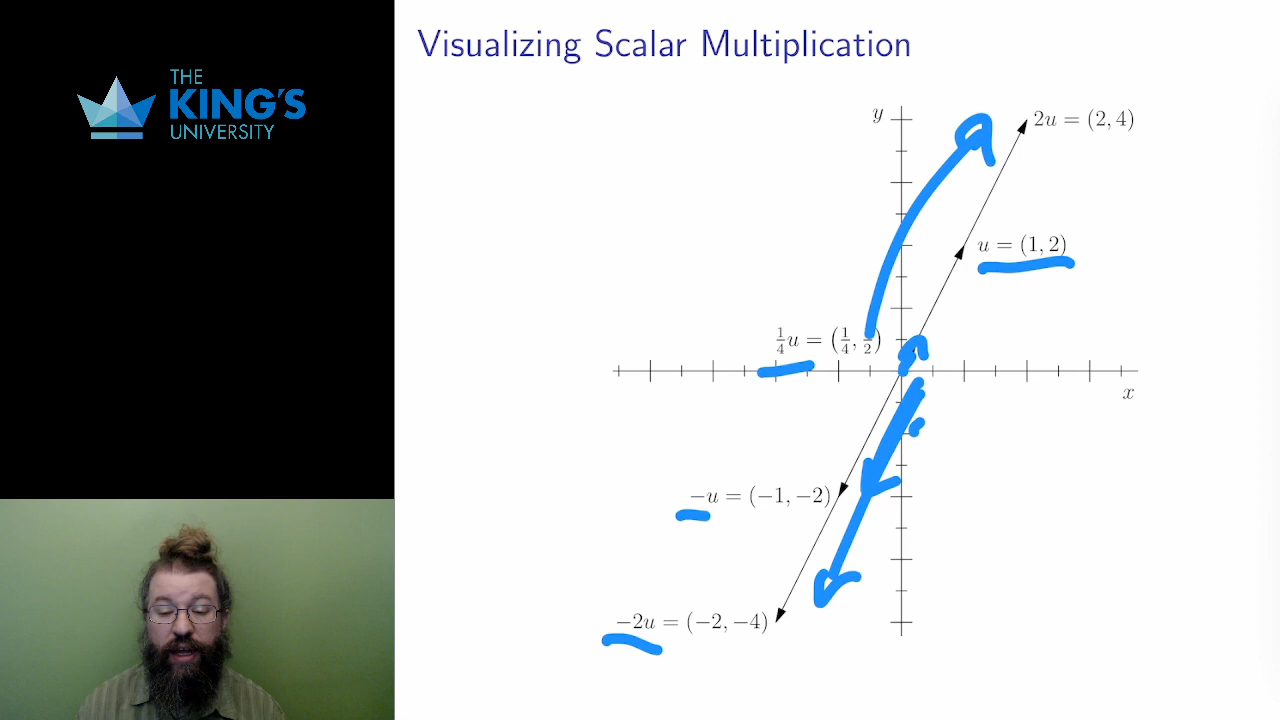 THE
KING'S
UNIVERSITY
Visualizing Scalar Multiplication
y
2u = (2, 4)
u = (1, 2)
1/4 u = (1/4, 1/2)
x
−u = (−1, −2)
−2u = (−2, −4)